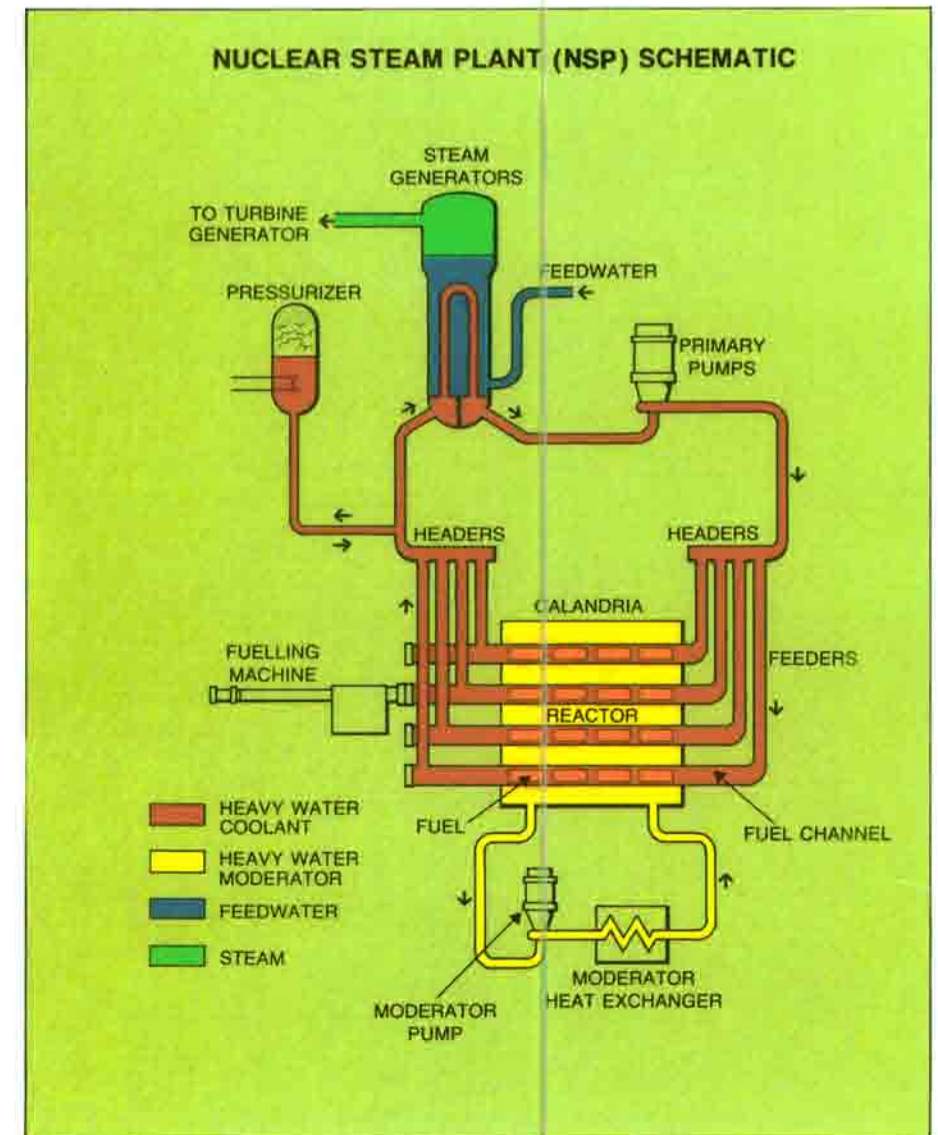 NUCLEAR STEAM PLANT (NSP) SCHEMATIC
STEAM
GENERATORS
TO TURBINE
GENERATOR
FEEDWATER
PRESSURIZER
PRIMARY
PUMPS
HEADERS
HEADERS
CALANDRIA
FUELLING
MACHINE
FEEDERS
REACTOR
HEAVY WATER
COOLANT
FUEL
FUEL CHANNEL
HEAVY WATER
MODERATOR
FEEDWATER
STEAM
MODERATOR
HEAT EXCHANGER
MODERATOR
PUMP